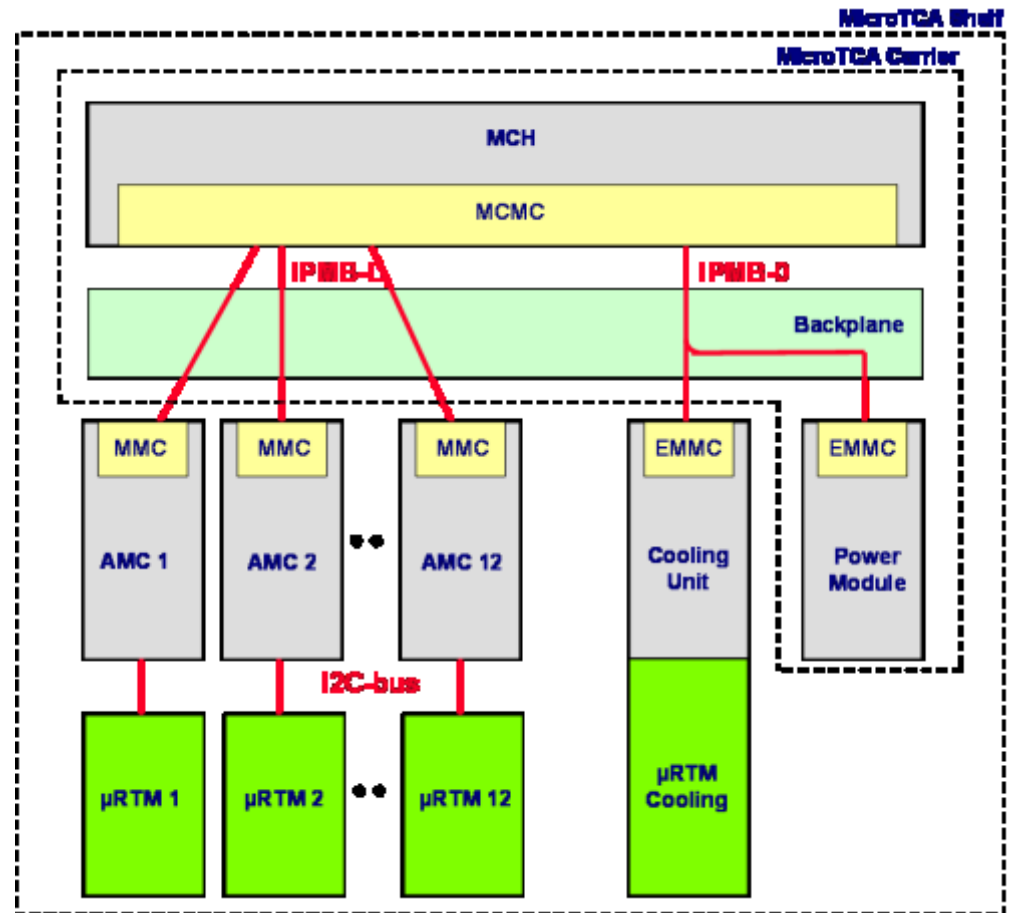 MicroTCA Shelf
MicroTCA Carrier
MCH
MCMC
IPMB-L
IPMB-0
Backplane
MMC
MMC
MMC
EMMC
EMMC
AMC 1
AMC 2
AMC 12
Cooling
Unit
Power
Module
I2C-bus
µRTM 1
µRTM 2
µRTM 12
µRTM
Cooling